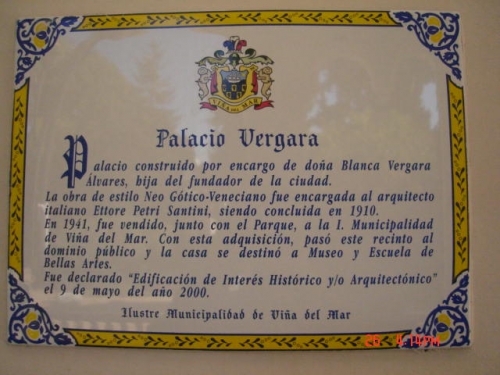 VIÑA DEL MAR
Palacio Vergara
Palacio construido por encargo de doña Blanca Vergara
Álvares, hija del fundador de la ciudad.
La obra de estilo Neo Gótico-Veneciano fue encargada al arquitecto
italiano Ettore Petri Santini, siendo concluida en 1910.
En 1941, fue vendido, junto con el Parque, a la I. Municipalidad
de Viña del Mar. Con esta adquisición, pasó este recinto al
dominio público y la casa se destinó a Museo y Escuela de
Bellas Artes.
Fue declarado "Edificación de Interés Histórico y/o Arquitectónico"
el 9 de mayo del año 2000.
Ilustre Municipalidad de Viña del Mar